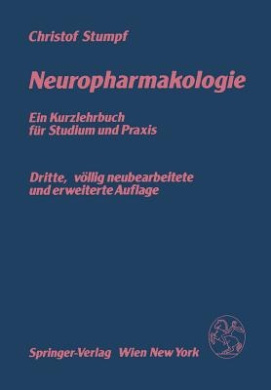 Christof Stumpf
Neuropharmakologie
Ein Kurzlehrbuch
für Studium und Praxis
Dritte, völlig neubearbeitete
und erweiterte Auflage
Springer-Verlag Wien New York